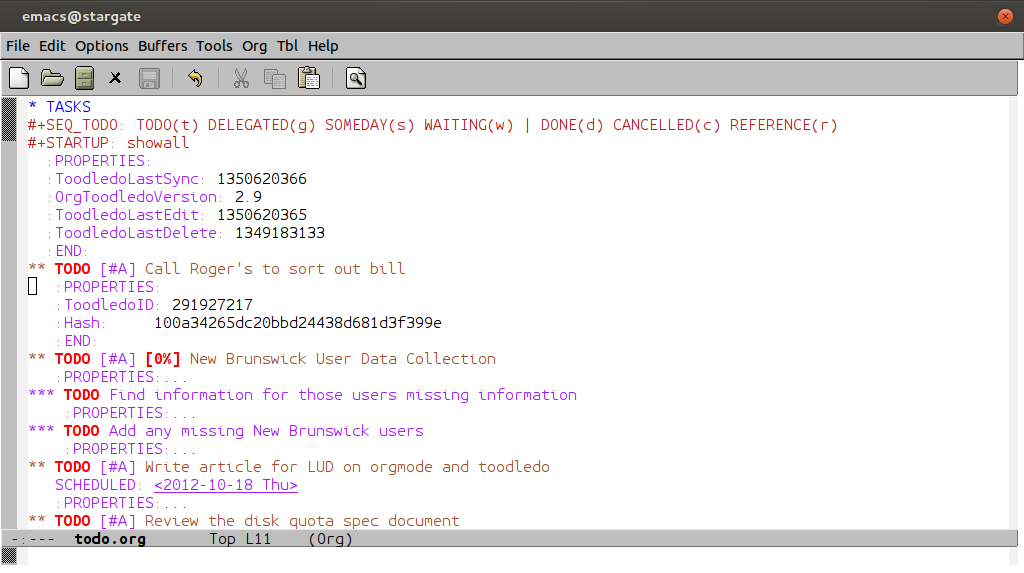 emacs@stargate
File Edit Options Buffers Tools Org Tbl Help
* TASKS
#+SEQ_TODO: TODO(t) DELEGATED(g) SOMEDAY(s) WAITING(w) | DONE(d) CANCELLED(c) REFERENCE(r)
#+STARTUP: showall
:PROPERTIES:
:ToodledoLastSync: 1350620366
:OrgToodledoVersion: 2.9
:ToodledoLastEdit: 1350620365
:ToodledoLastDelete: 1349183133
:END:
** TODO [#A] Call Roger's to sort out bill
:PROPERTIES:
:ToodledoID: 291927217
:Hash: 100a34265dc20bbd24438d681d3f399e
:END:
** TODO [#A] [0%] New Brunswick User Data Collection
:PROPERTIES:...
*** TODO Find information for those users missing information
:PROPERTIES:...
*** TODO Add any missing New Brunswick users
:PROPERTIES:...
** TODO [#A] Write article for LUD on orgmode and toodledo
SCHEDULED: <2012-10-18 Thu>
:PROPERTIES:...
** TODO [#A] Review the disk quota spec document
-:--- todo.org Top L11 (Org)